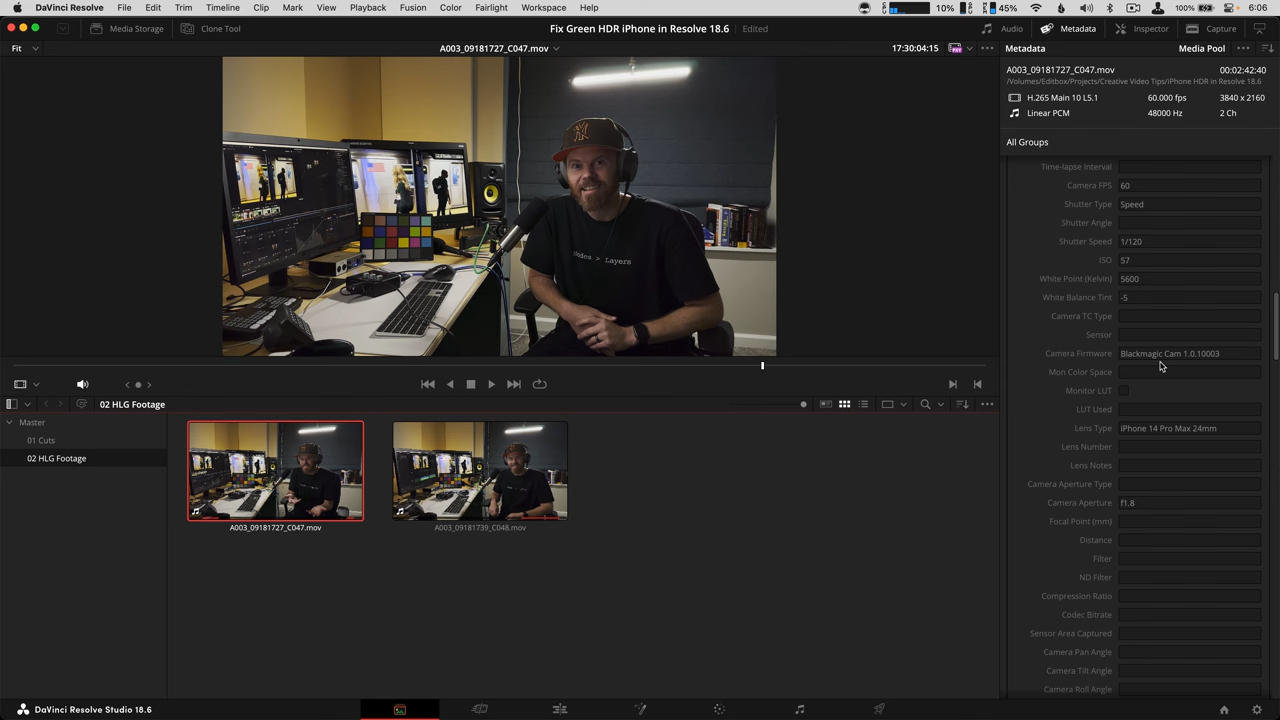 DaVinci Resolve File Edit Trim Timeline Clip Mark View Playback Fusion Color Fairlight Workspace Help 10% 45% 100% 6:06
Media Storage Clone Tool Fix Green HDR iPhone in Resolve 18.6 Edited Audio Metadata Inspector Capture
Fit A003_09181727_C047.mov 17:30:04:15 Metadata Media Pool
A003_09181727_C047.mov 00:02:42:40
/Volumes/Editbox/Projects/Creative Video Tips/iPhone HDR in Resolve 18.6
H.265 Main 10 L5.1 60.000 fps 3840 x 2160
Linear PCM 48000 Hz 2 Ch
All Groups
Time-lapse Interval
Camera FPS 60
Shutter Type Speed
Shutter Angle
Shutter Speed 1/120
ISO 57
White Point (Kelvin) 5600
White Balance Tint -5
Camera TC Type
Sensor
Camera Firmware Blackmagic Cam 1.0.10003
Mon Color Space
Monitor LUT
LUT Used
Lens Type iPhone 14 Pro Max 24mm
Lens Number
Lens Notes
Camera Aperture Type
Camera Aperture f1.8
Focal Point (mm)
Distance
Filter
ND Filter
Compression Ratio
Codec Bitrate
Sensor Area Captured
Camera Pan Angle
Camera Tilt Angle
Camera Roll Angle
Nodes > Layers
02 HLG Footage
Master
01 Cuts
02 HLG Footage
A003_09181727_C047.mov A003_09181739_C048.mov
DaVinci Resolve Studio 18.6